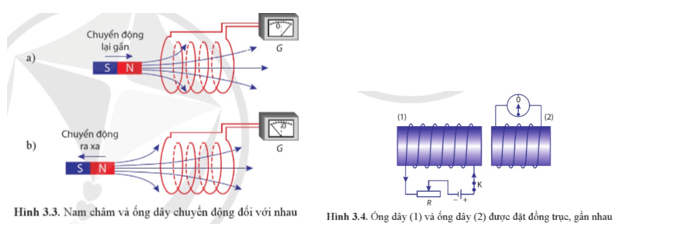 Chuyển động
lại gần
a)
S N
0
G
Chuyển động
ra xa
b)
S N
G
Hình 3.3. Nam châm và ống dây chuyển động đối với nhau
0
(1)
(2)
K
R
- +
Hình 3.4. Ống dây (1) và ống dây (2) được đặt đồng trục, gần nhau